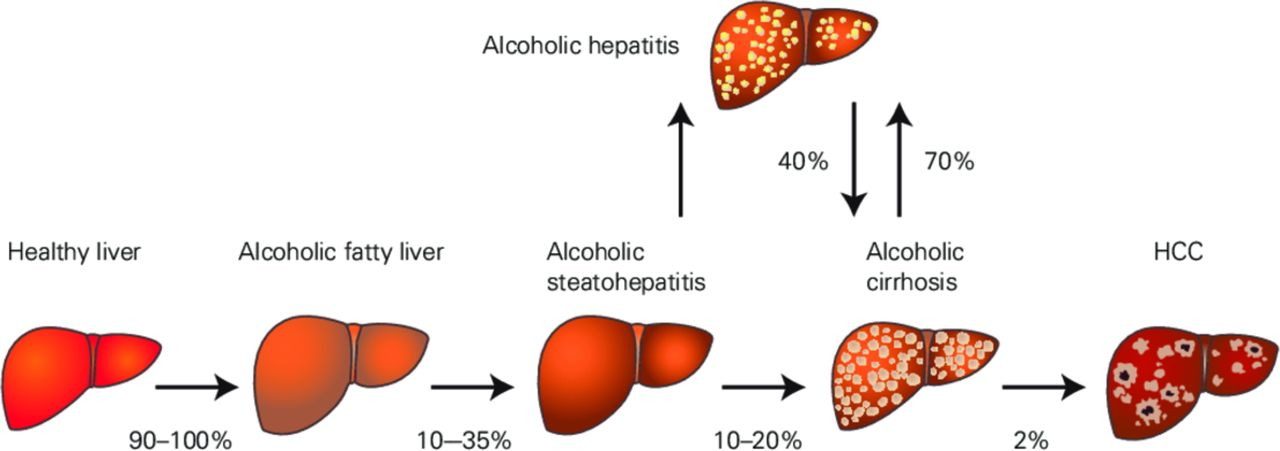 Alcoholic hepatitis
40%
70%
Healthy liver
Alcoholic fatty liver
Alcoholic
steatohepatitis
Alcoholic
cirrhosis
HCC
90–100%
10-–35%
10–20%
2%